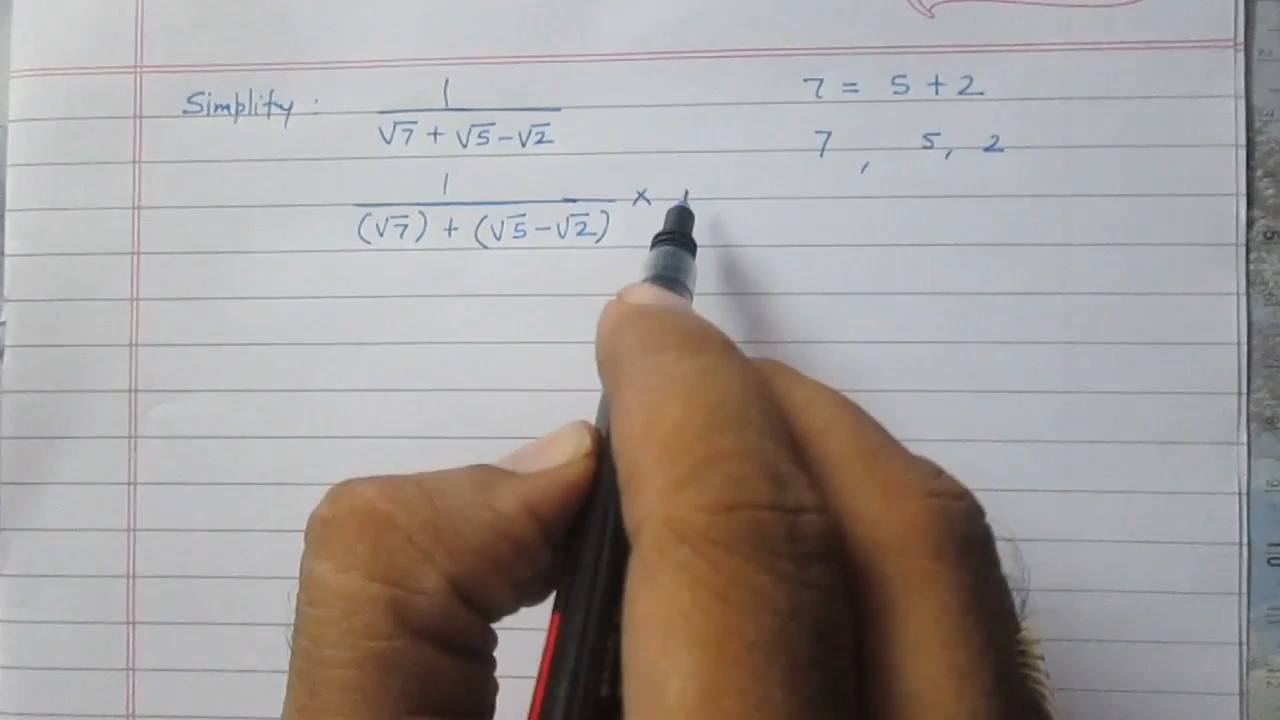 Simplify : 1 / (√7 + √5 - √2)
7 = 5 + 2
7 , 5, 2
1 / ((√7) + (√5 - √2)) ×